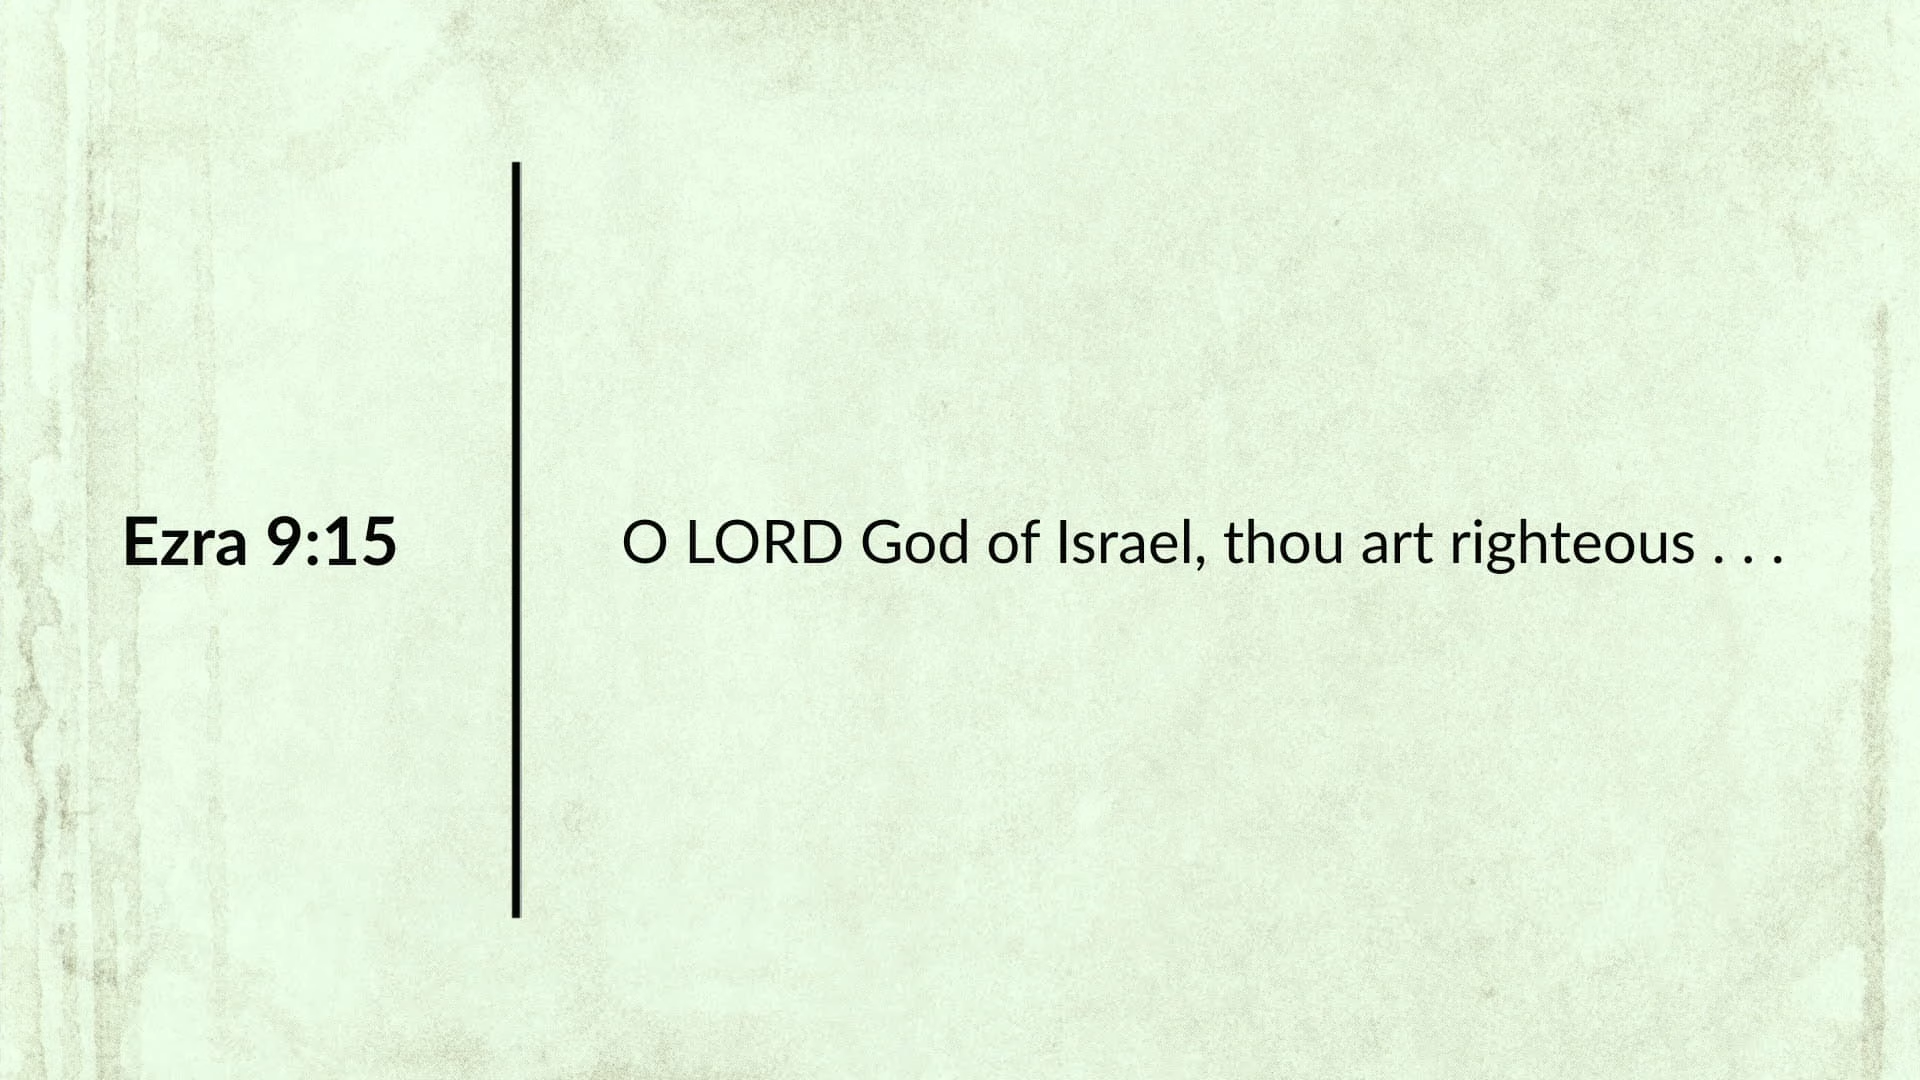 Ezra 9:15
O LORD God of Israel, thou art righteous . . .